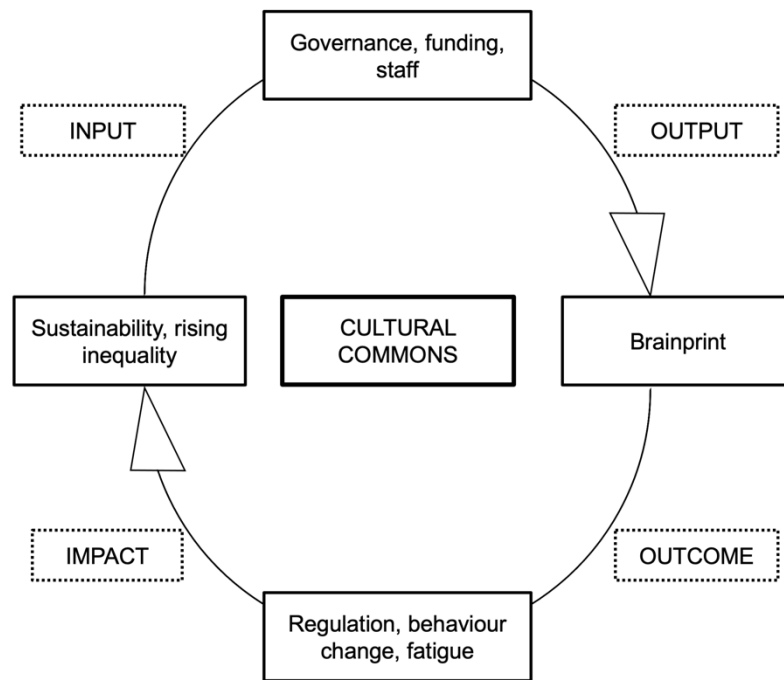 Governance, funding,
staff
INPUT
OUTPUT
Sustainability, rising
inequality
CULTURAL
COMMONS
Brainprint
IMPACT
OUTCOME
Regulation, behaviour
change, fatigue